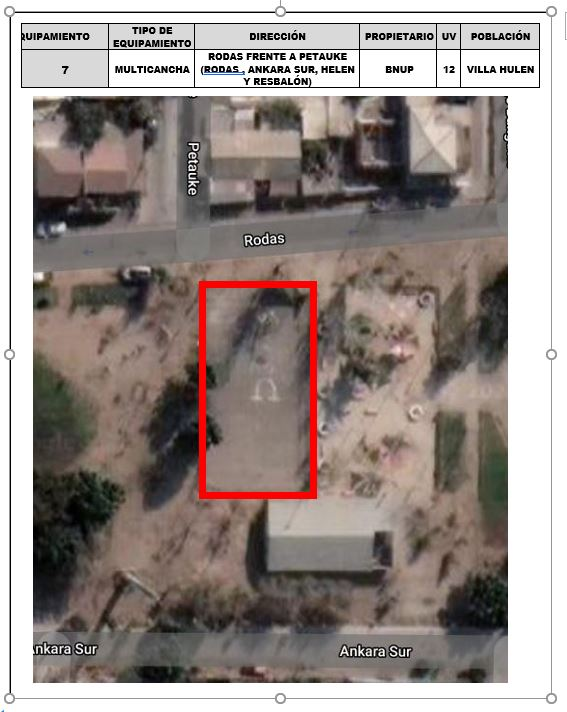 QUIPAMIENTO
TIPO DE
EQUIPAMIENTO
DIRECCIÓN
PROPIETARIO
UV
POBLACIÓN
7
MULTICANCHA
RODAS FRENTE A PETAUKE
(RODAS , ANKARA SUR, HELEN
Y RESBALÓN)
BNUP
12
VILLA HULEN
Petauke
Rodas
Ankara Sur
Ankara Sur